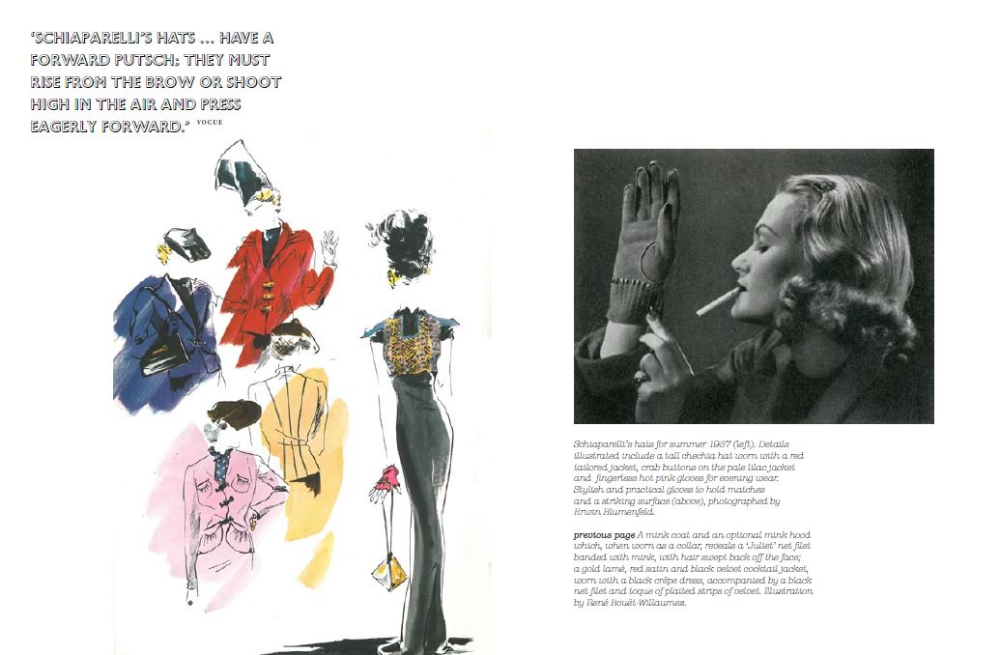 ‘SCHIAPARELLI’S HATS ... HAVE A
FORWARD PUTSCH: THEY MUST
RISE FROM THE BROW OR SHOOT
HIGH IN THE AIR AND PRESS
EAGERLY FORWARD.’ VOGUE
Schiaparelli’s hats for summer 1937 (left). Details
illustrated include a tall chechia hat worn with a red
tailored jacket, crab buttons on the pale lilac jacket
and fingerless hot pink gloves for evening wear.
Stylish and practical gloves to hold matches
and a striking surface (above), photographed by
Erwin Blumenfeld.
previous page A mink coat and an optional mink hood
which, when worn as a collar, reveals a ‘Juliet’ net filet
banded with mink, with hair swept back off the face;
a gold lamé, red satin and black velvet cocktail jacket,
worn with a black crêpe dress, accompanied by a black
net filet and toque of plaited strips of velvet. Illustration
by René Bouët-Willaumez.